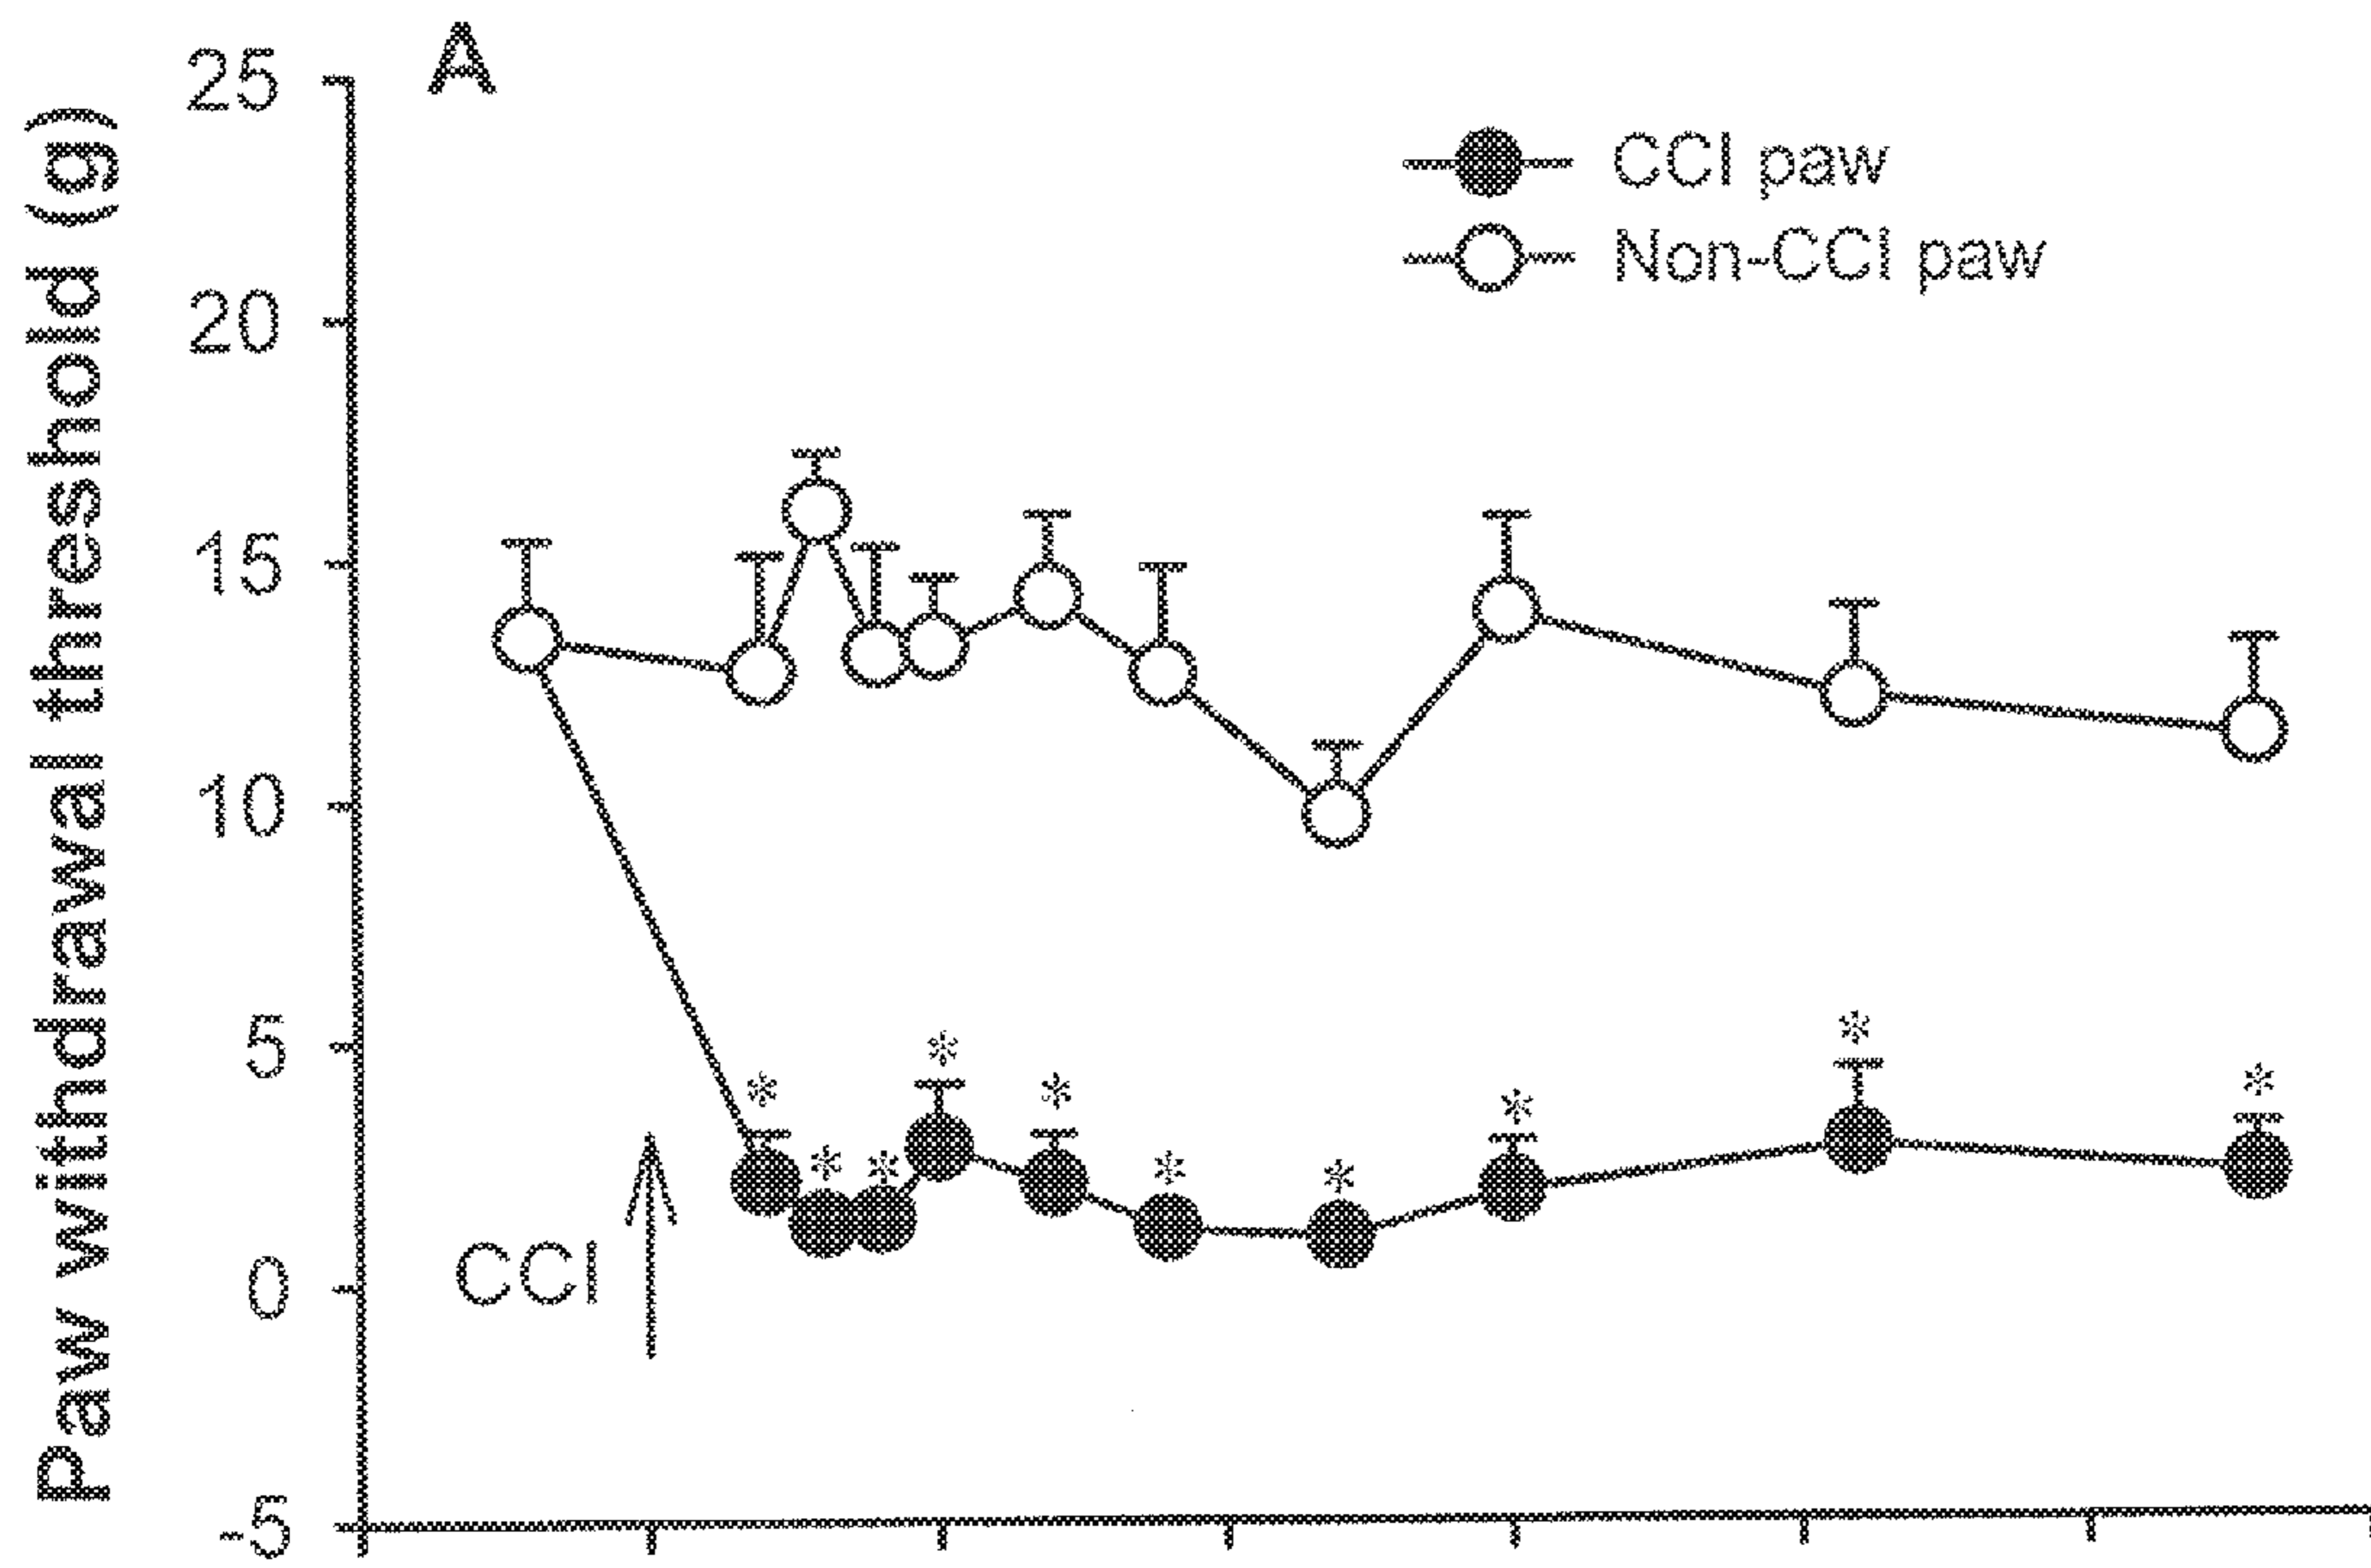 A
Paw withdrawal threshold (g)
25
20
15
10
5
0
-5
CCI paw
Non-CCI paw
* * * * * * * * * *
CCI